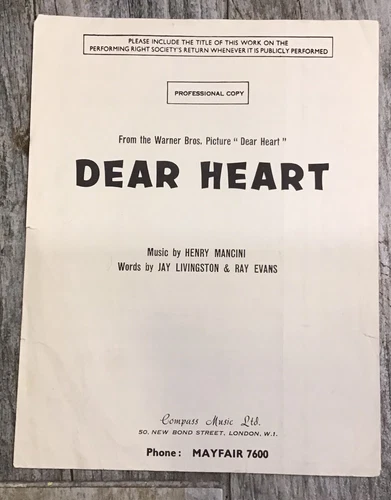 PLEASE INCLUDE THE TITLE OF THIS WORK ON THE
PERFORMING RIGHT SOCIETY'S RETURN WHENEVER IT IS PUBLICLY PERFORMED
PROFESSIONAL COPY
From the Warner Bros. Picture "Dear Heart"
DEAR HEART
Music by HENRY MANCINI
Words by JAY LIVINGSTON & RAY EVANS
Compass Music Ltd.
50, NEW BOND STREET, LONDON, W.1.
Phone: MAYFAIR 7600